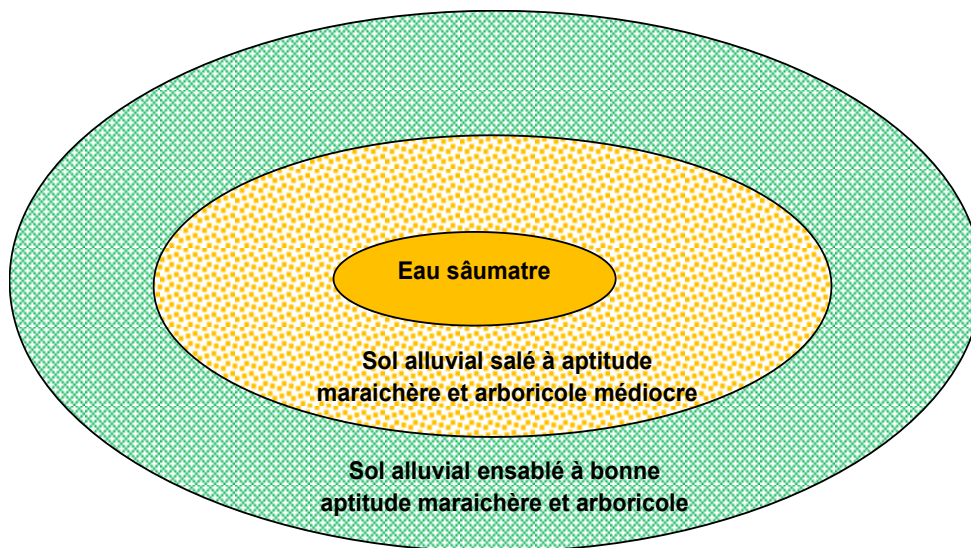 Eau sâumatre
Sol alluvial salé à aptitude
maraichère et arboricole médiocre
Sol alluvial ensablé à bonne
aptitude maraichère et arboricole